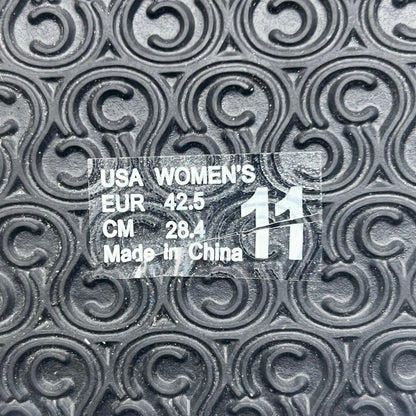 USA WOMEN'S
EUR 42.5
CM 28.4
Made in China
11